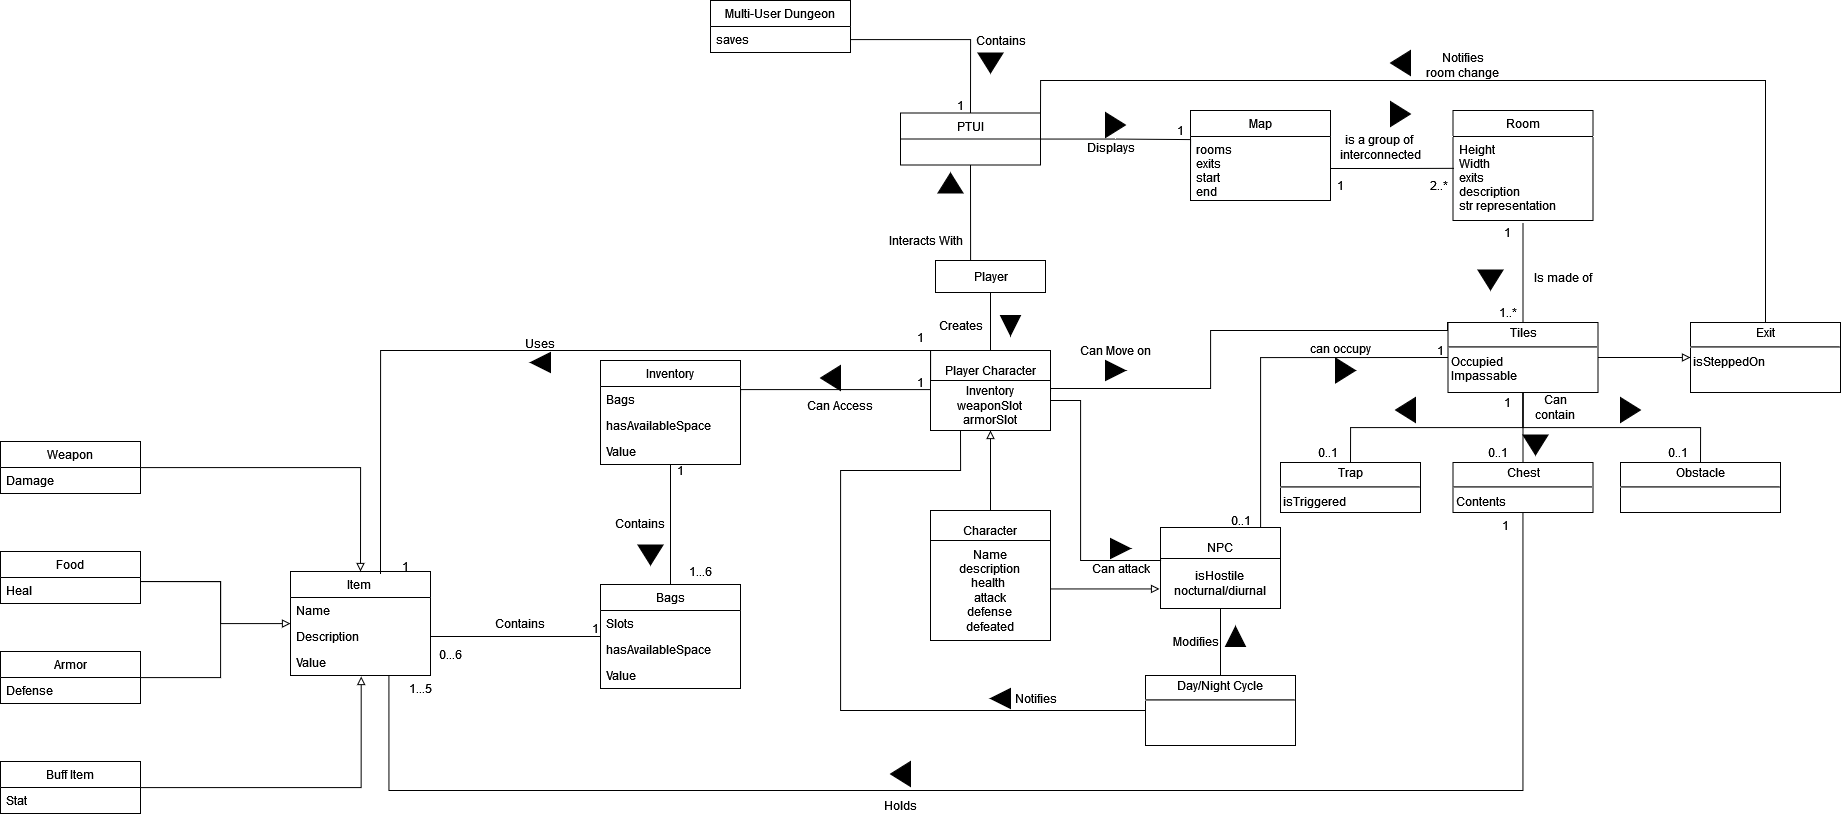 Multi-User Dungeon
saves
Contains
1
Notifies
room change
PTUI
Displays
1
Map
rooms
exits
start
end
is a group of
interconnected
1
2..*
Room
Height
Width
exits
description
str representation
1
Is made of
1..*
Interacts With
Player
Creates
Uses
1
Player Character
Inventory
weaponSlot
armorSlot
1
Can Access
Can Move on
can occupy
1
Tiles
Occupied
Impassable
Exit
isSteppedOn
1
Can
contain
0..1
0..1
0..1
Trap
isTriggered
Chest
Contents
1
Obstacle
Inventory
Bags
hasAvailableSpace
Value
1
Contains
1...6
Bags
Slots
hasAvailableSpace
Value
Weapon
Damage
Food
Heal
Armor
Defense
Buff Item
Stat
1
Item
Name
Description
Value
Contains
1
0...6
1...5
Character
Name
description
health
attack
defense
defeated
Can attack
0..1
NPC
isHostile
nocturnal/diurnal
Modifies
Day/Night Cycle
Notifies
Holds